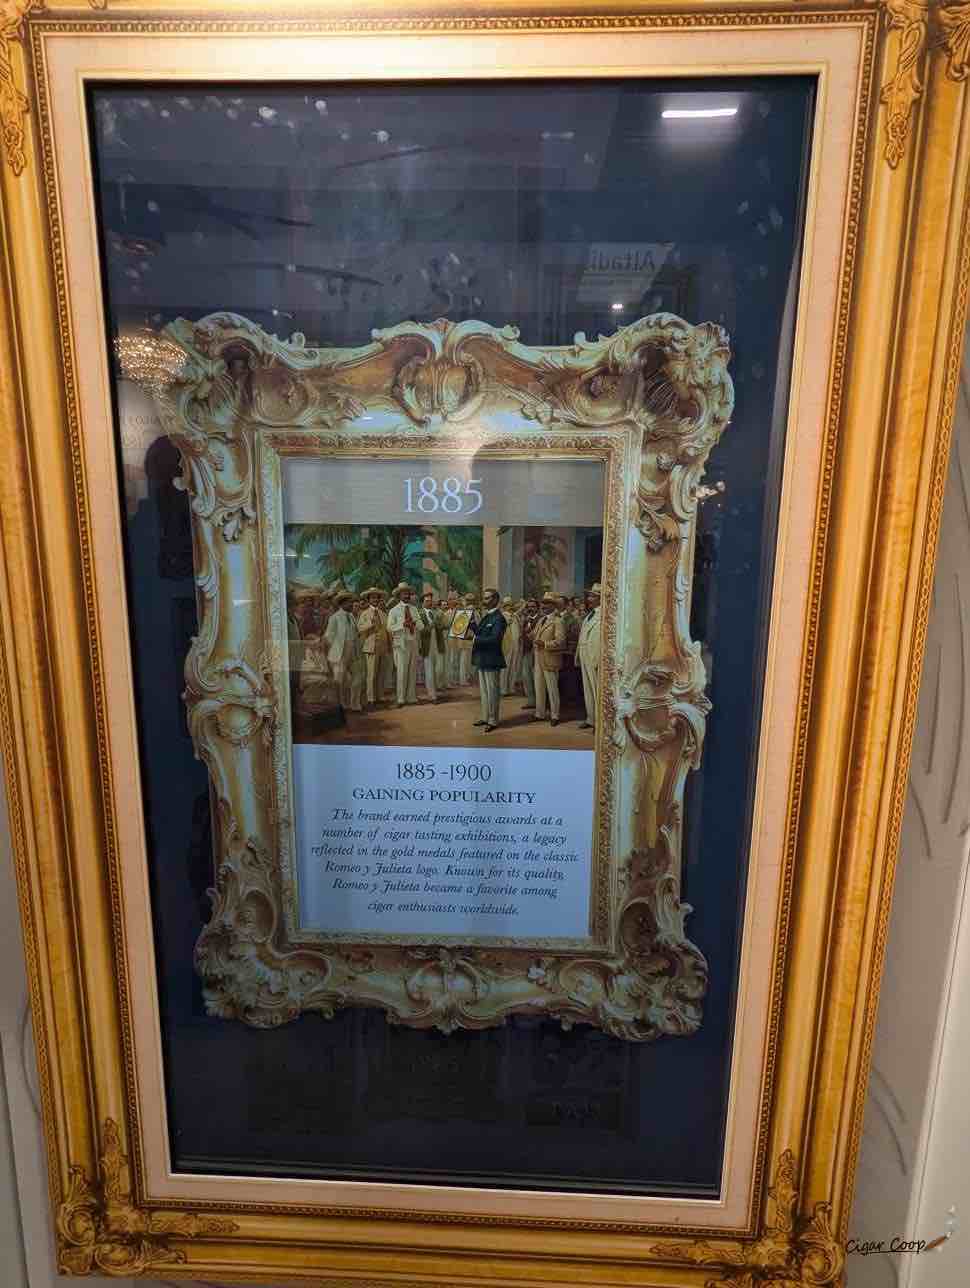 Altadi
1885
1885 -1900
GAINING POPULARITY
The brand earned prestigious awards at a
number of cigar tasting exhibitions, a legacy
reflected in the gold medals featured on the classic
Romeo y Julieta logo. Known for its quality,
Romeo y Julieta became a favorite among
cigar enthusiasts worldwide.
Cigar Coop